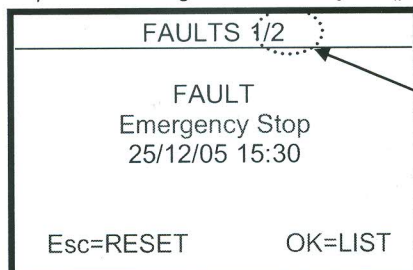 FAULTS 1/2
FAULT
Emergency Stop
25/12/05 15:30
Esc=RESET OK=LIST